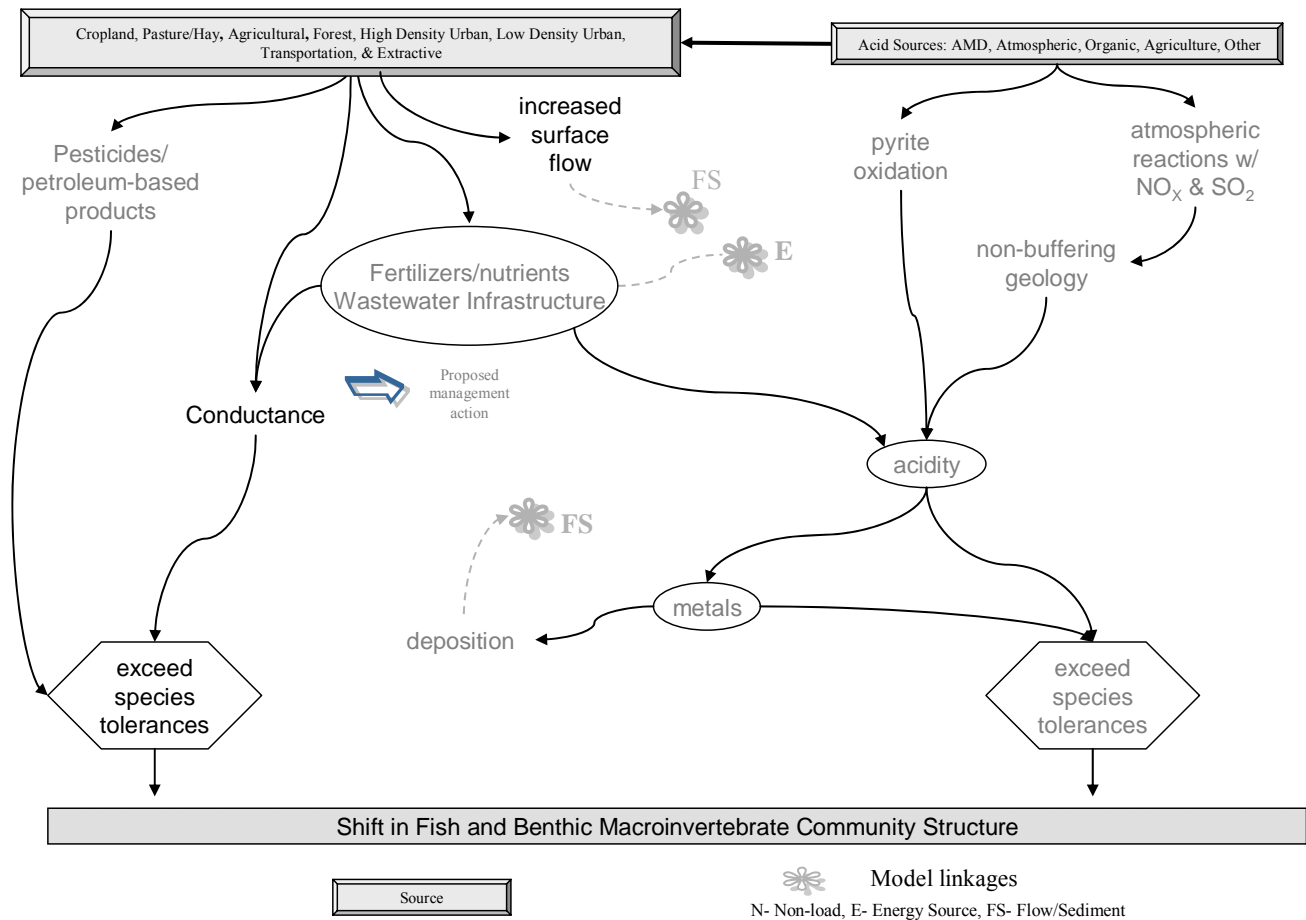 Cropland, Pasture/Hay, Agricultural, Forest, High Density Urban, Low Density Urban,
Transportation, & Extractive
Acid Sources: AMD, Atmospheric, Organic, Agriculture, Other
increased
surface
flow
Pesticides/
petroleum-based
products
pyrite
oxidation
atmospheric
reactions w/
NOX & SO2
FS
E
non-buffering
geology
Fertilizers/nutrients
Wastewater Infrastructure
Proposed
management
action
Conductance
acidity
FS
metals
deposition
exceed
species
tolerances
exceed
species
tolerances
Shift in Fish and Benthic Macroinvertebrate Community Structure
Source
Model linkages
N- Non-load, E- Energy Source, FS- Flow/Sediment